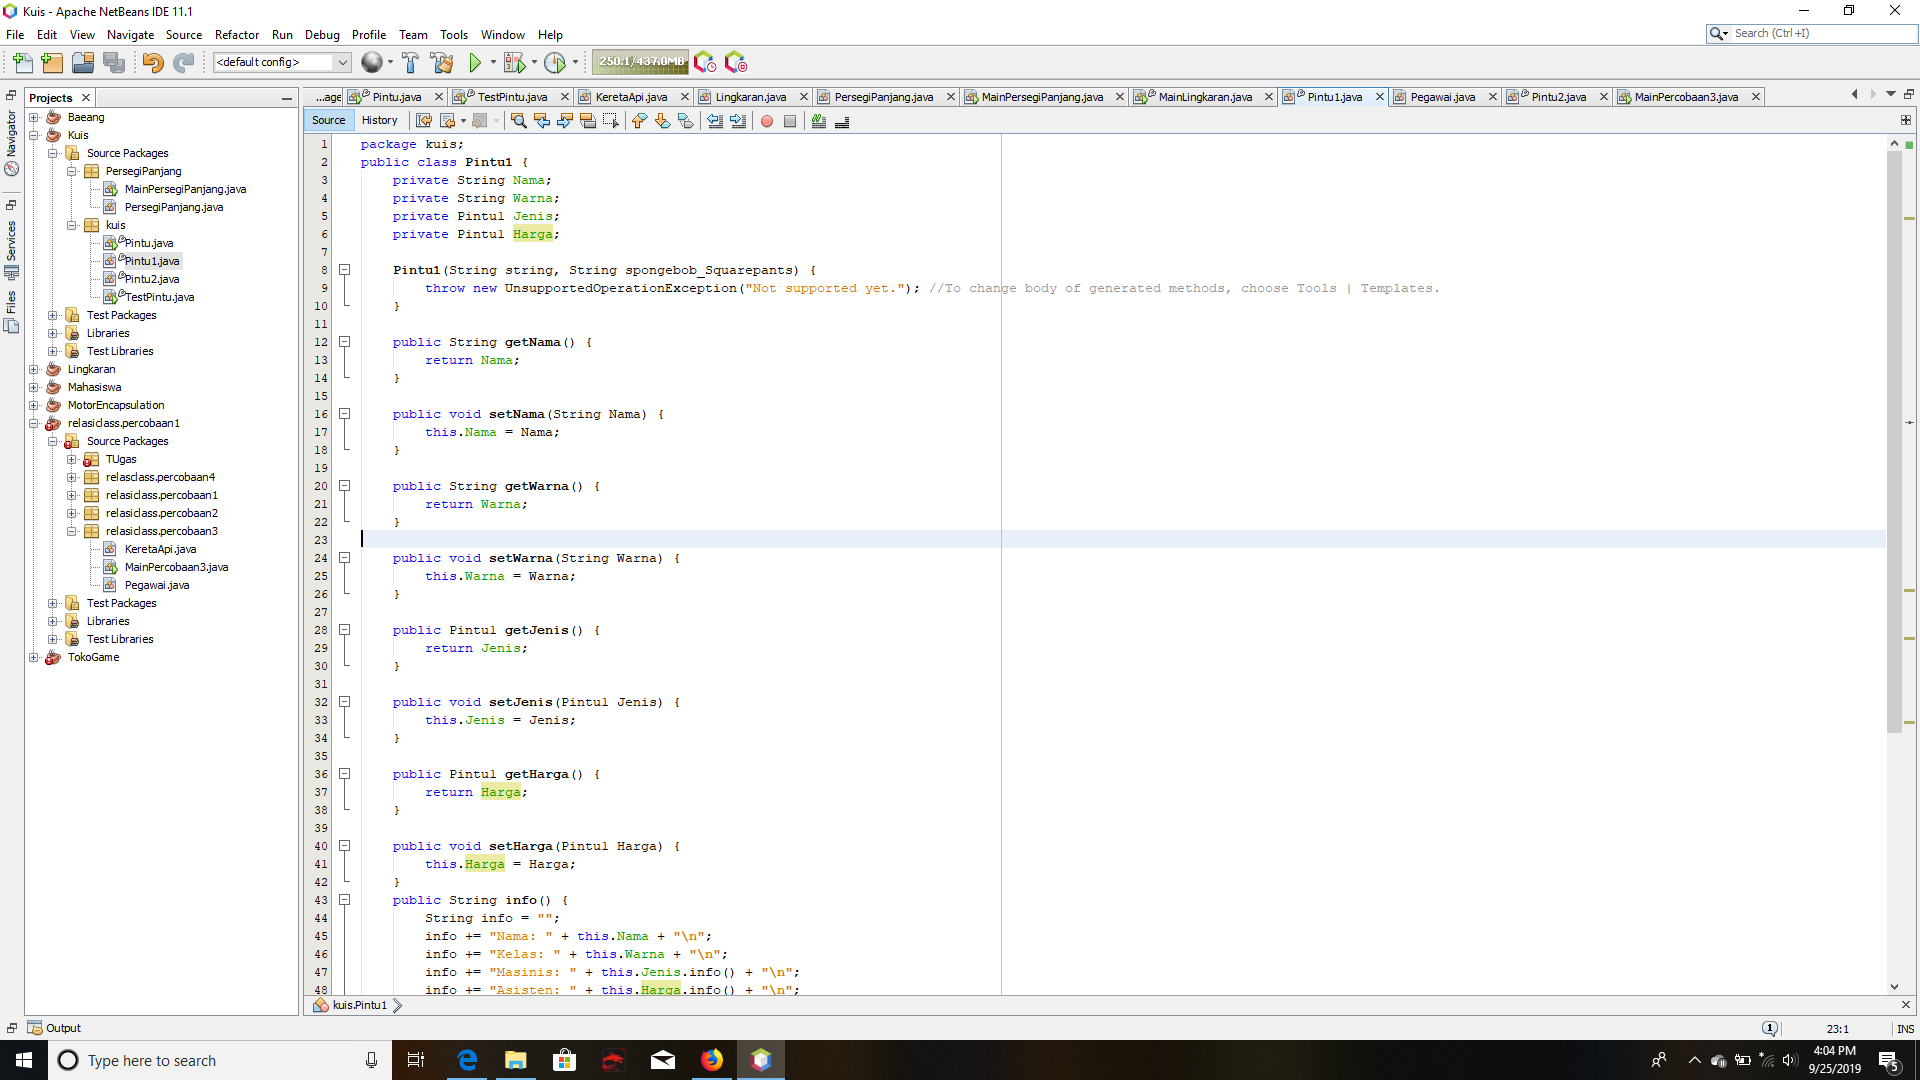 Kuis - Apache NetBeans IDE 11.1
File Edit View Navigate Source Refactor Run Debug Profile Team Tools Window Help
Search (Ctrl+I)
<default config>
250.1/437.0MB
Projects
...age Pintu.java TestPintu.java KeretaApi.java Lingkaran.java PersegiPanjang.java MainPersegiPanjang.java MainLingkaran.java Pintu1.java Pegawai.java Pintu2.java MainPercobaan3.java
Navigator
Services
Files
Baeang
Kuis
Source Packages
PersegiPanjang
MainPersegiPanjang.java
PersegiPanjang.java
kuis
Pintu.java
Pintu1.java
Pintu2.java
TestPintu.java
Test Packages
Libraries
Test Libraries
Lingkaran
Mahasiswa
MotorEncapsulation
relasiclass.percobaan1
Source Packages
TUgas
relasclass.percobaan4
relasiclass.percobaan1
relasiclass.percobaan2
relasiclass.percobaan3
KeretaApi.java
MainPercobaan3.java
Pegawai.java
Test Packages
Libraries
Test Libraries
TokoGame
Source History
1 package kuis;
2 public class Pintu1 {
3 private String Nama;
4 private String Warna;
5 private Pintu1 Jenis;
6 private Pintu1 Harga;
7
8 Pintu1(String string, String spongebob_Squarepants) {
9 throw new UnsupportedOperationException("Not supported yet."); //To change body of generated methods, choose Tools | Templates.
10 }
11
12 public String getNama() {
13 return Nama;
14 }
15
16 public void setNama(String Nama) {
17 this.Nama = Nama;
18 }
19
20 public String getWarna() {
21 return Warna;
22 }
23
24 public void setWarna(String Warna) {
25 this.Warna = Warna;
26 }
27
28 public Pintu1 getJenis() {
29 return Jenis;
30 }
31
32 public void setJenis(Pintu1 Jenis) {
33 this.Jenis = Jenis;
34 }
35
36 public Pintu1 getHarga() {
37 return Harga;
38 }
39
40 public void setHarga(Pintu1 Harga) {
41 this.Harga = Harga;
42 }
43 public String info() {
44 String info = "";
45 info += "Nama: " + this.Nama + "\n";
46 info += "Kelas: " + this.Warna + "\n";
47 info += "Masinis: " + this.Jenis.info() + "\n";
48 info += "Asisten: " + this.Harga.info() + "\n";
kuis.Pintu1
Output
1
23:1
INS
Type here to search
4:04 PM
9/25/2019
5